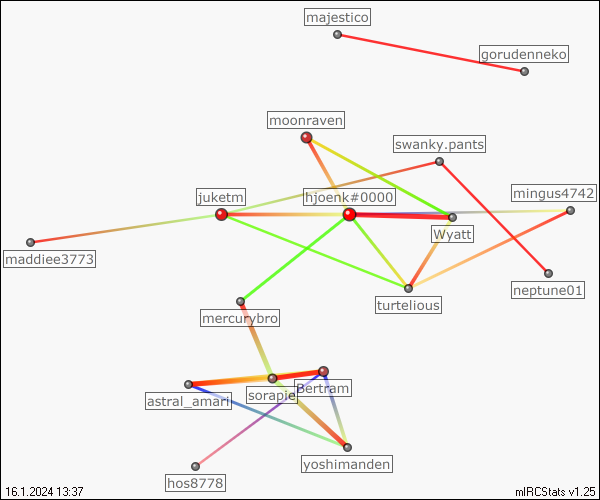 majestico
gorudenneko
moonraven
swanky.pants
juketm
hjoenk#0000
mingus4742
Wyatt
maddiee3773
neptune01
turtelious
mercurybro
astral_amari
sorapie
Bertram
yoshimanden
hos8778
16.1.2024 13:37
mIRCStats v1.25